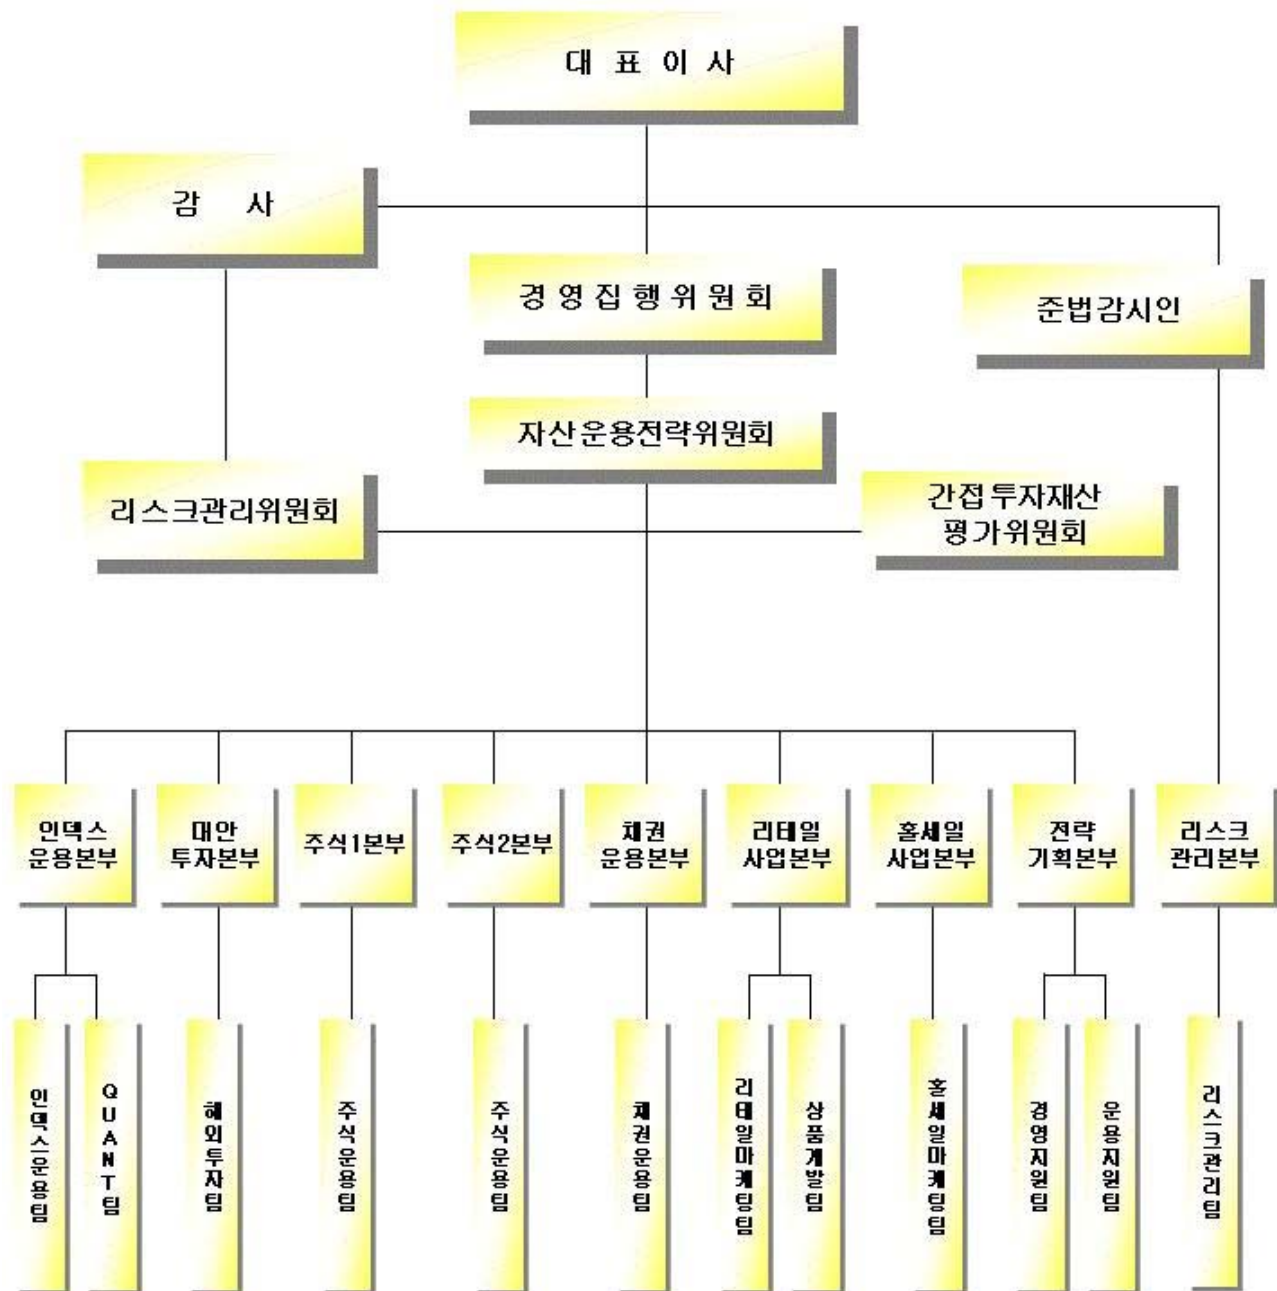 대 표 이 사
감 사
경 영 집 행 위 원 회
준법감시인
자산운용전략위원회
리스크관리위원회
간접투자재산
평가위원회
인덱스
운용본부
대안
투자본부
주식1본부
주식2본부
채권
운용본부
리테일
사업본부
홀세일
사업본부
전략
기획본부
리스크
관리본부
인덱스운용팀
QUANT팀
해외투자팀
주식운용팀
주식운용팀
채권운용팀
리테일마케팅팀
상품개발팀
홀세일마케팅팀
경영지원팀
운용지원팀
리스크관리팀